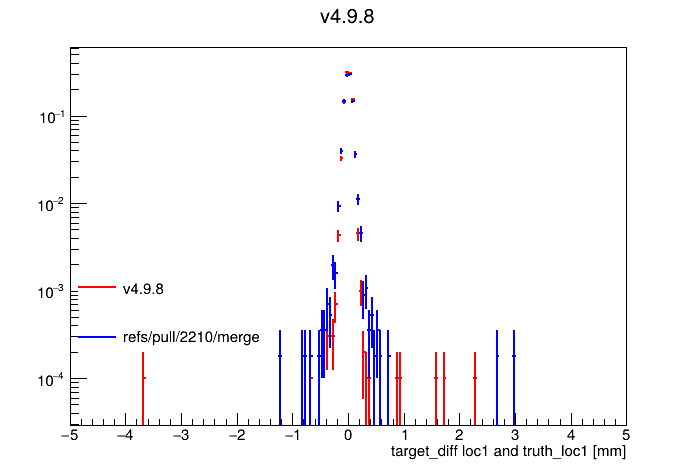 v4.9.8
10⁻¹
10⁻²
10⁻³
10⁻⁴
v4.9.8
refs/pull/2210/merge
−5 −4 −3 −2 −1 0 1 2 3 4 5
target_diff loc1 and truth_loc1 [mm]